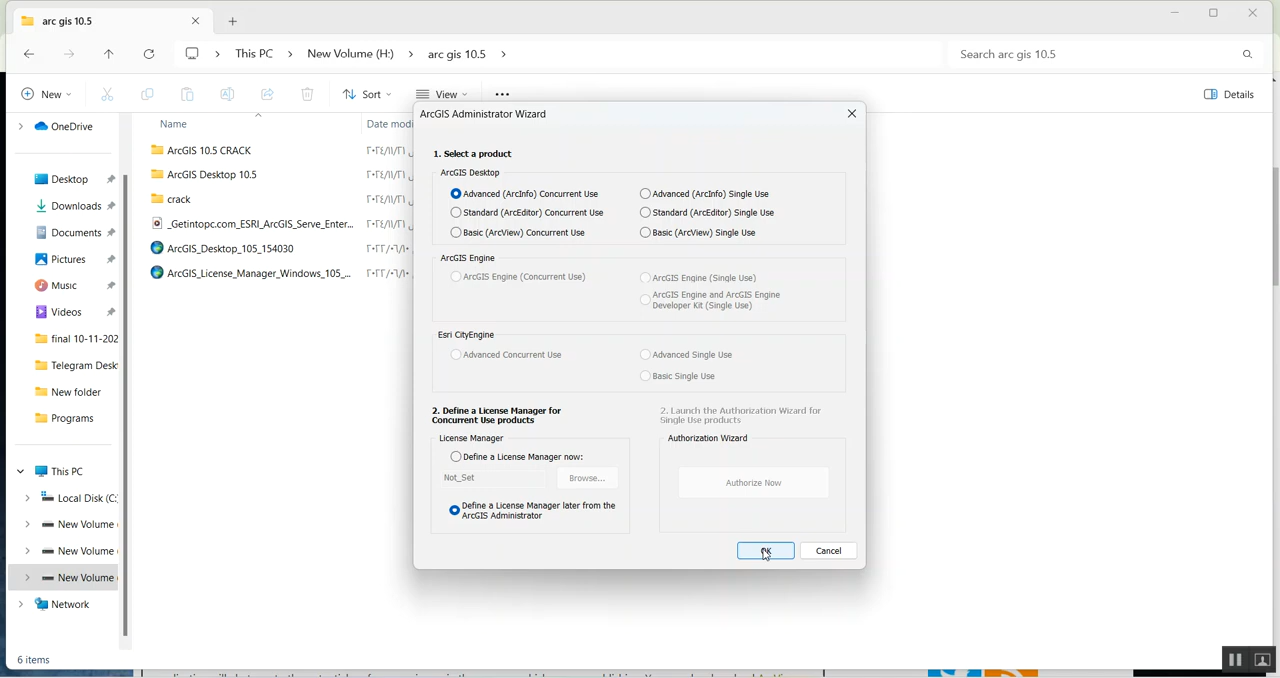 arc gis 10.5
This PC
New Volume (H:)
arc gis 10.5
Search arc gis 10.5
New
Sort
View
Details
OneDrive
Desktop
Downloads
Documents
Pictures
Music
Videos
final 10-11-202
Telegram Desk
New folder
Programs
This PC
Local Disk (C:
New Volume
New Volume
New Volume
Network
6 items
Name
Date modi
ArcGIS 10.5 CRACK
ArcGIS Desktop 10.5
crack
_Getintopc.com_ESRI_ArcGIS_Serve_Enter...
ArcGIS_Desktop_105_154030
ArcGIS_License_Manager_Windows_105_...
ArcGIS Administrator Wizard
1. Select a product
ArcGIS Desktop
Advanced (ArcInfo) Concurrent Use
Advanced (ArcInfo) Single Use
Standard (ArcEditor) Concurrent Use
Standard (ArcEditor) Single Use
Basic (ArcView) Concurrent Use
Basic (ArcView) Single Use
ArcGIS Engine
ArcGIS Engine (Concurrent Use)
ArcGIS Engine (Single Use)
ArcGIS Engine and ArcGIS Engine
Developer Kit (Single Use)
Esri CityEngine
Advanced Concurrent Use
Advanced Single Use
Basic Single Use
2. Define a License Manager for
Concurrent Use products
License Manager
Define a License Manager now:
Not_Set
Browse...
Define a License Manager later from the
ArcGIS Administrator
2. Launch the Authorization Wizard for
Single Use products
Authorization Wizard
Authorize Now
OK
Cancel